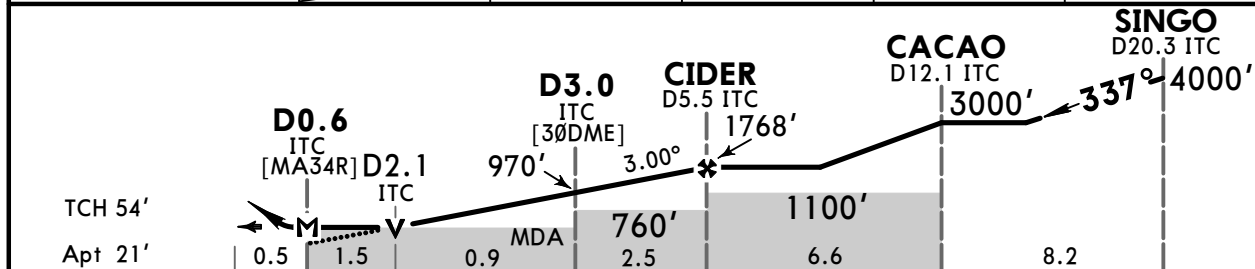 SINGO
D20.3 ITC
4000'
337°
CACAO
D12.1 ITC
3000'
CIDER
D5.5 ITC
1768'
D3.0
ITC
[3ØDME]
970'
3.00°
D0.6
ITC
[MA34R]
D2.1
ITC
M
V
TCH 54'
MDA
760'
1100'
Apt 21'
0.5
1.5
0.9
2.5
6.6
8.2